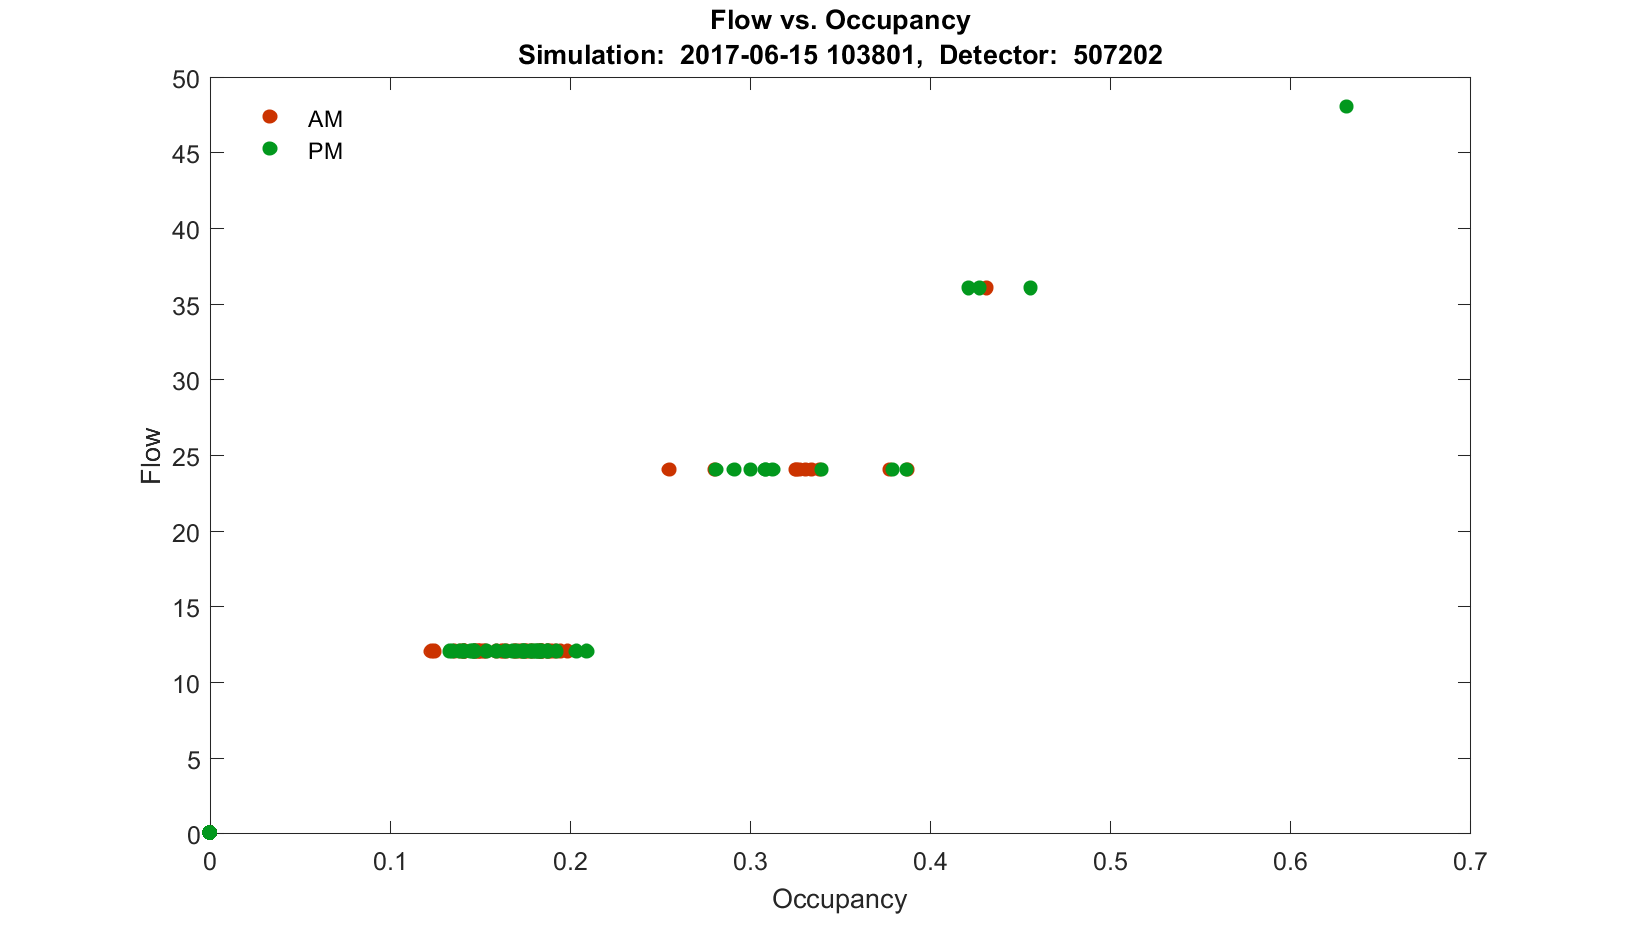 Flow vs. Occupancy
Simulation:  2017-06-15 103801,  Detector:  507202
AM
PM
50
45
40
35
30
25
20
15
10
5
0
Flow
0 0.1 0.2 0.3 0.4 0.5 0.6 0.7
Occupancy